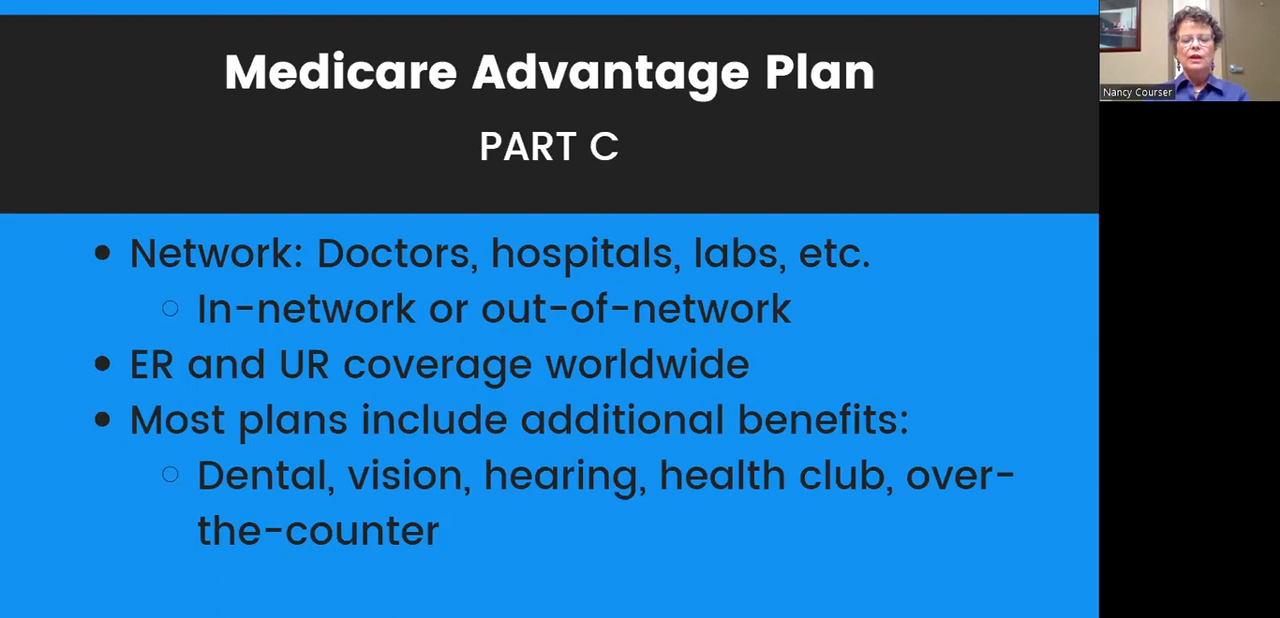 Medicare Advantage Plan
PART C
Network: Doctors, hospitals, labs, etc.
In-network or out-of-network
ER and UR coverage worldwide
Most plans include additional benefits:
Dental, vision, hearing, health club, over-
the-counter
Nancy Courser